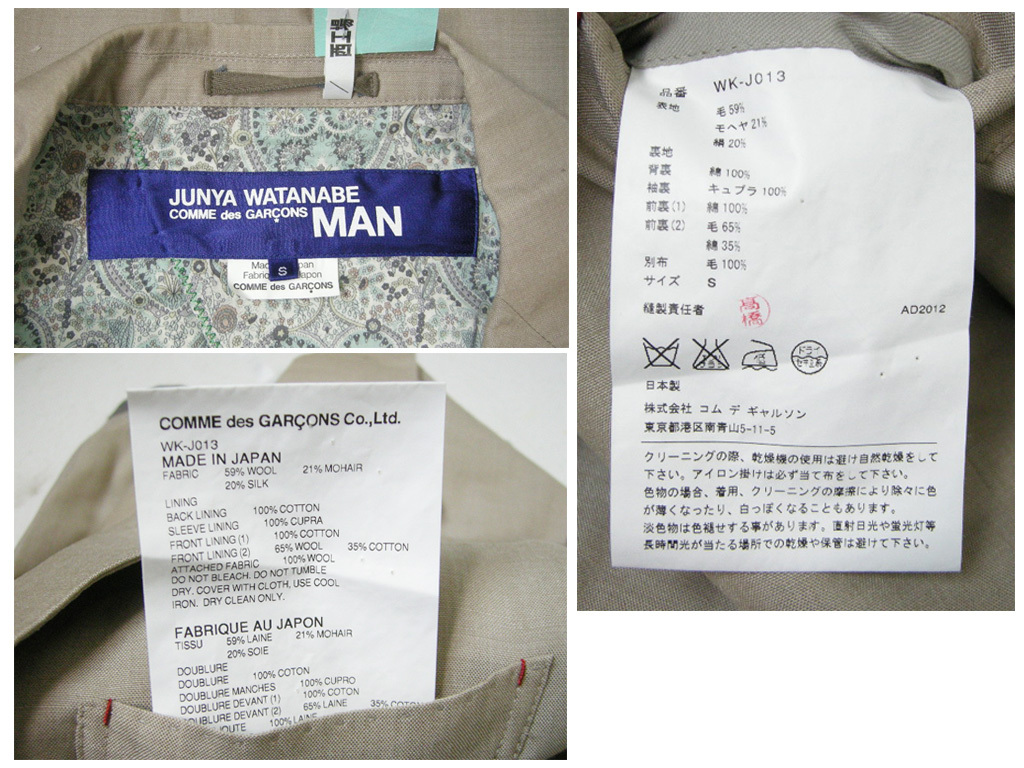 西工場
JUNYA WATANABE
COMME des GARÇONS MAN
S
COMME des GARÇONS
COMME des GARÇONS Co.,Ltd.
WK-J013
MADE IN JAPAN
FABRIC 59% WOOL 21% MOHAIR
20% SILK
LINING
BACK LINING 100% COTTON
SLEEVE LINING 100% CUPRA
FRONT LINING (1) 100% COTTON
FRONT LINING (2) 65% WOOL 35% COTTON
ATTACHED FABRIC 100% WOOL
DO NOT BLEACH. DO NOT TUMBLE
DRY. COVER WITH CLOTH, USE COOL
IRON. DRY CLEAN ONLY.
FABRIQUE AU JAPON
TISSU 59% LAINE 21% MOHAIR
20% SOIE
DOUBLURE
DOUBLURE 100% COTON
DOUBLURE MANCHES 100% CUPRO
DOUBLURE DEVANT (1) 100% COTON
DOUBLURE DEVANT (2) 65% LAINE 35% COTON
品番 WK-J013
表地 毛 59%
モヘヤ 21%
絹 20%
裏地
背裏 綿 100%
袖裏 キュプラ 100%
前裏(1) 綿 100%
前裏(2) 毛 65%
綿 35%
別布 毛 100%
サイズ S
縫製責任者 高橋 AD2012
ドライ
セキユ系
日本製
株式会社 コム デ ギャルソン
東京都港区南青山5-11-5
クリーニングの際、乾燥機の使用は避け自然乾燥をして
下さい。アイロン掛けは必ず当て布をして下さい。
色物の場合、着用、クリーニングの摩擦により除々に色
が薄くなったり、白っぽくなることもあります。
淡色物は色褪せする事があります。直射日光や蛍光灯等
長時間光が当たる場所での乾燥や保管は避けて下さい。